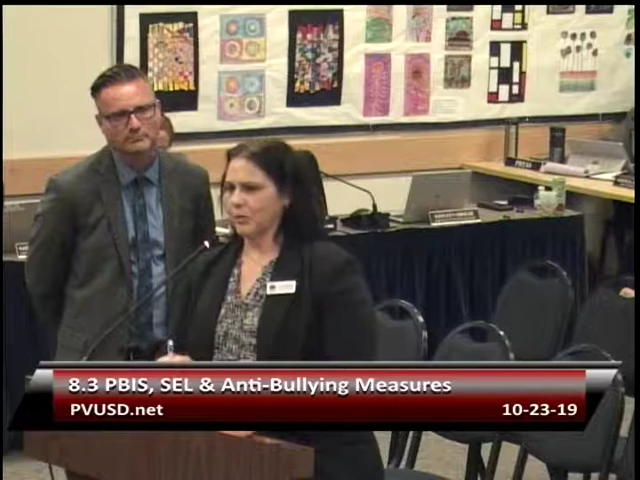 8.3 PBIS, SEL & Anti-Bullying Measures
PVUSD.net
10-23-19